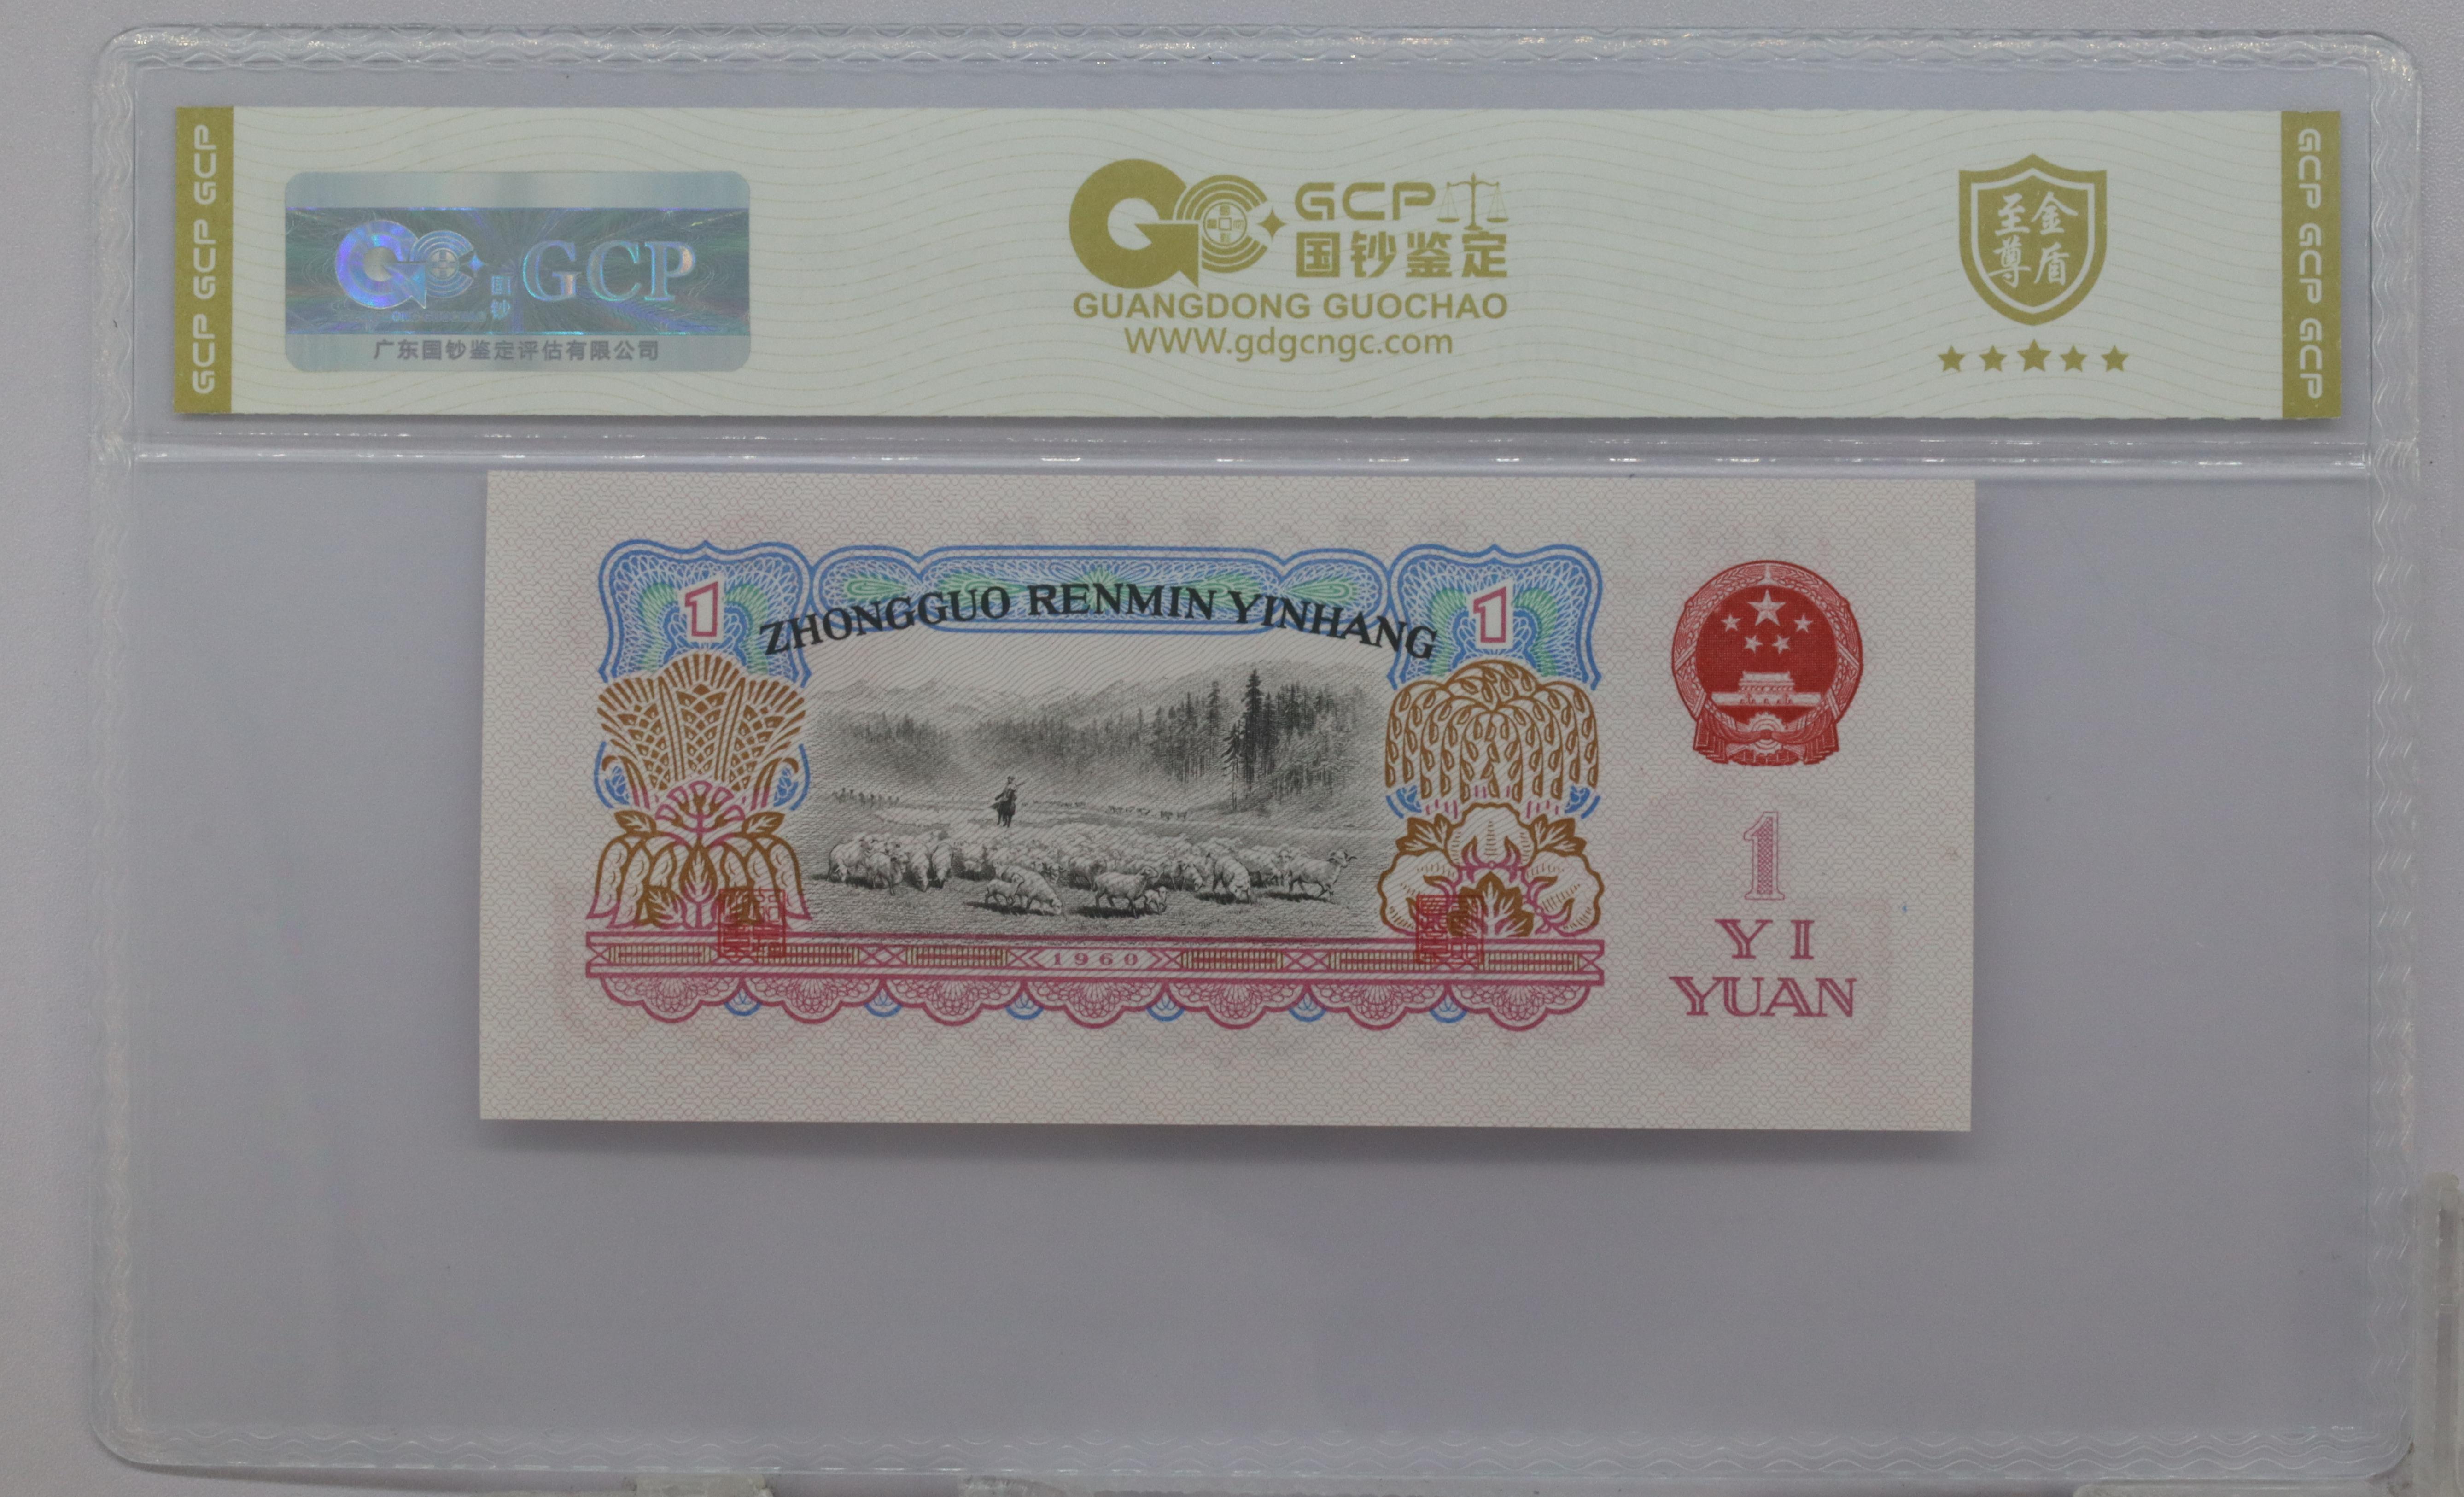 GCP GCP GCP
国钞
GCP
广东国钞鉴定评估有限公司
GCP
国钞鉴定
GUANGDONG GUOCHAO
WWW.gdgcngc.com
至尊
金盾
GCP GCP GCP
1
ZHONGGUO RENMIN YINHANG
1
1
YI
YUAN
1960